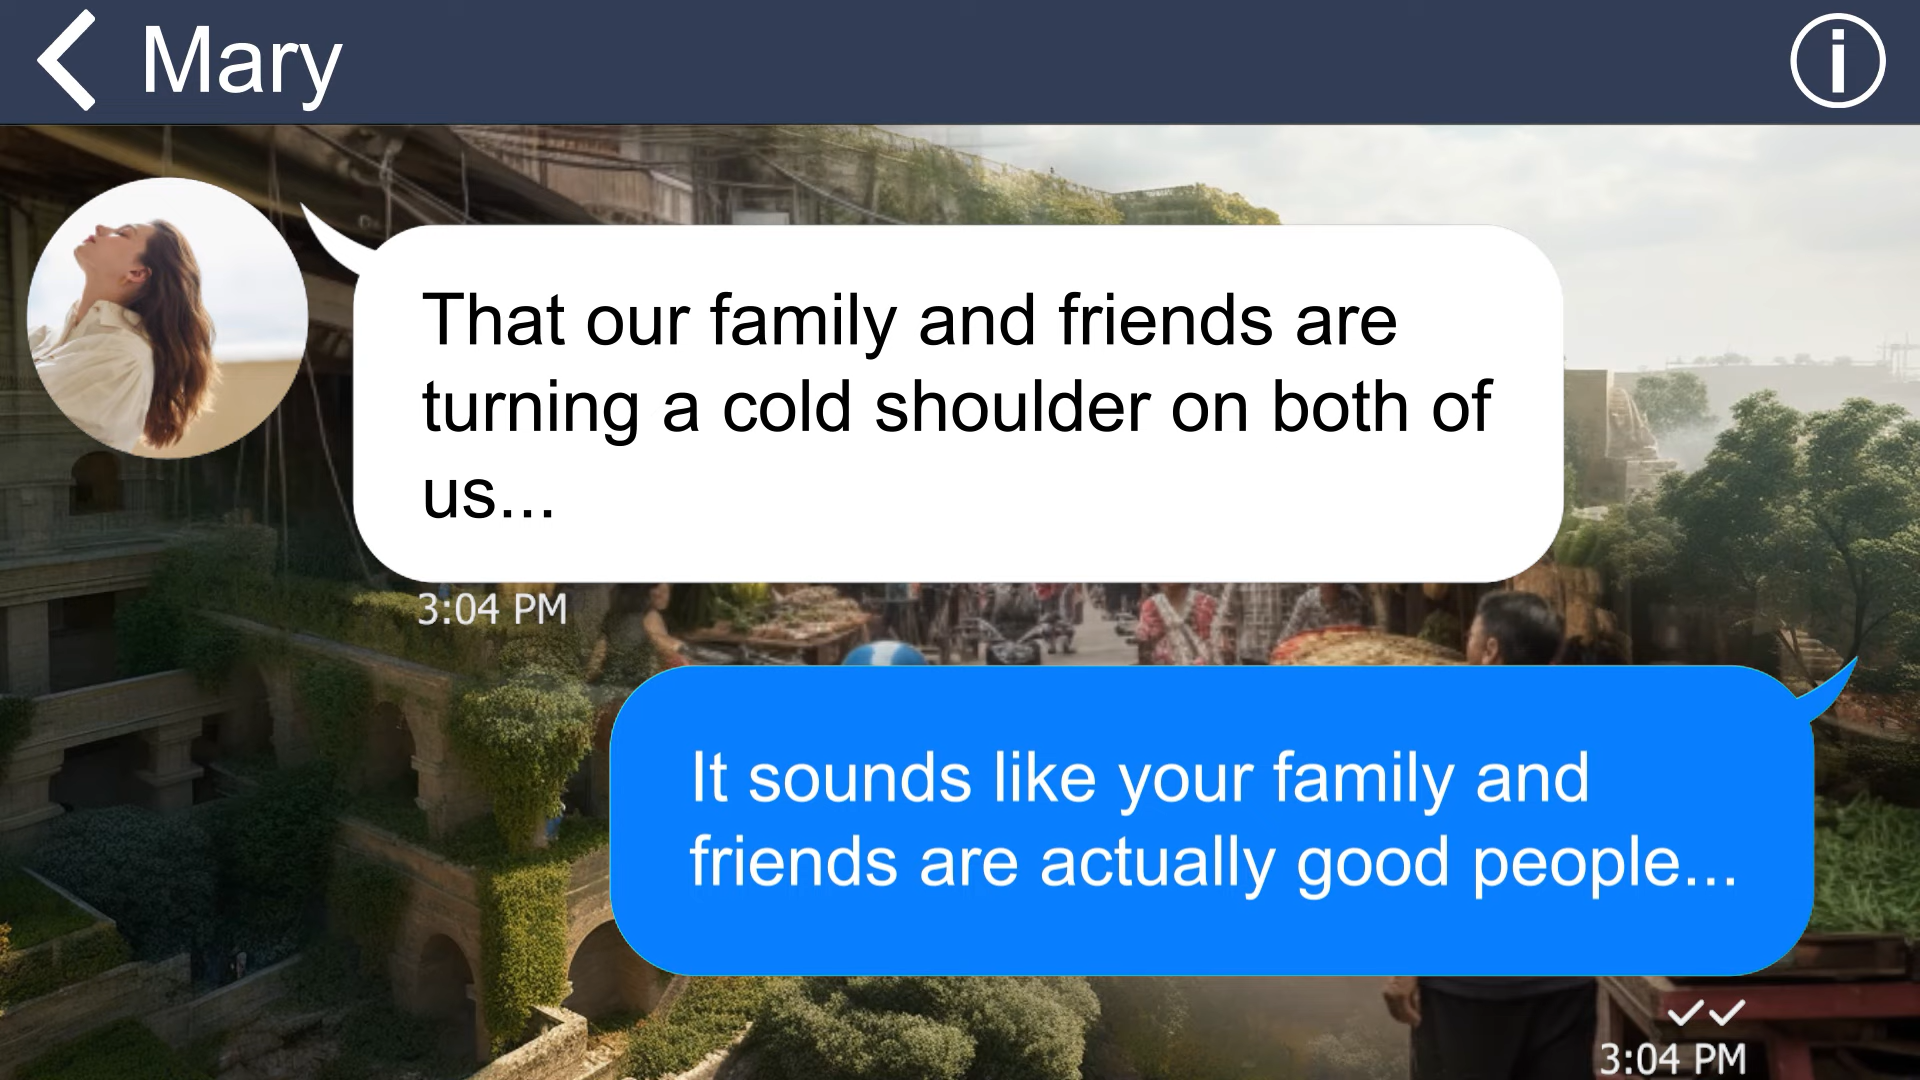 Mary
That our family and friends are
turning a cold shoulder on both of
us...
3:04 PM
It sounds like your family and
friends are actually good people...
3:04 PM